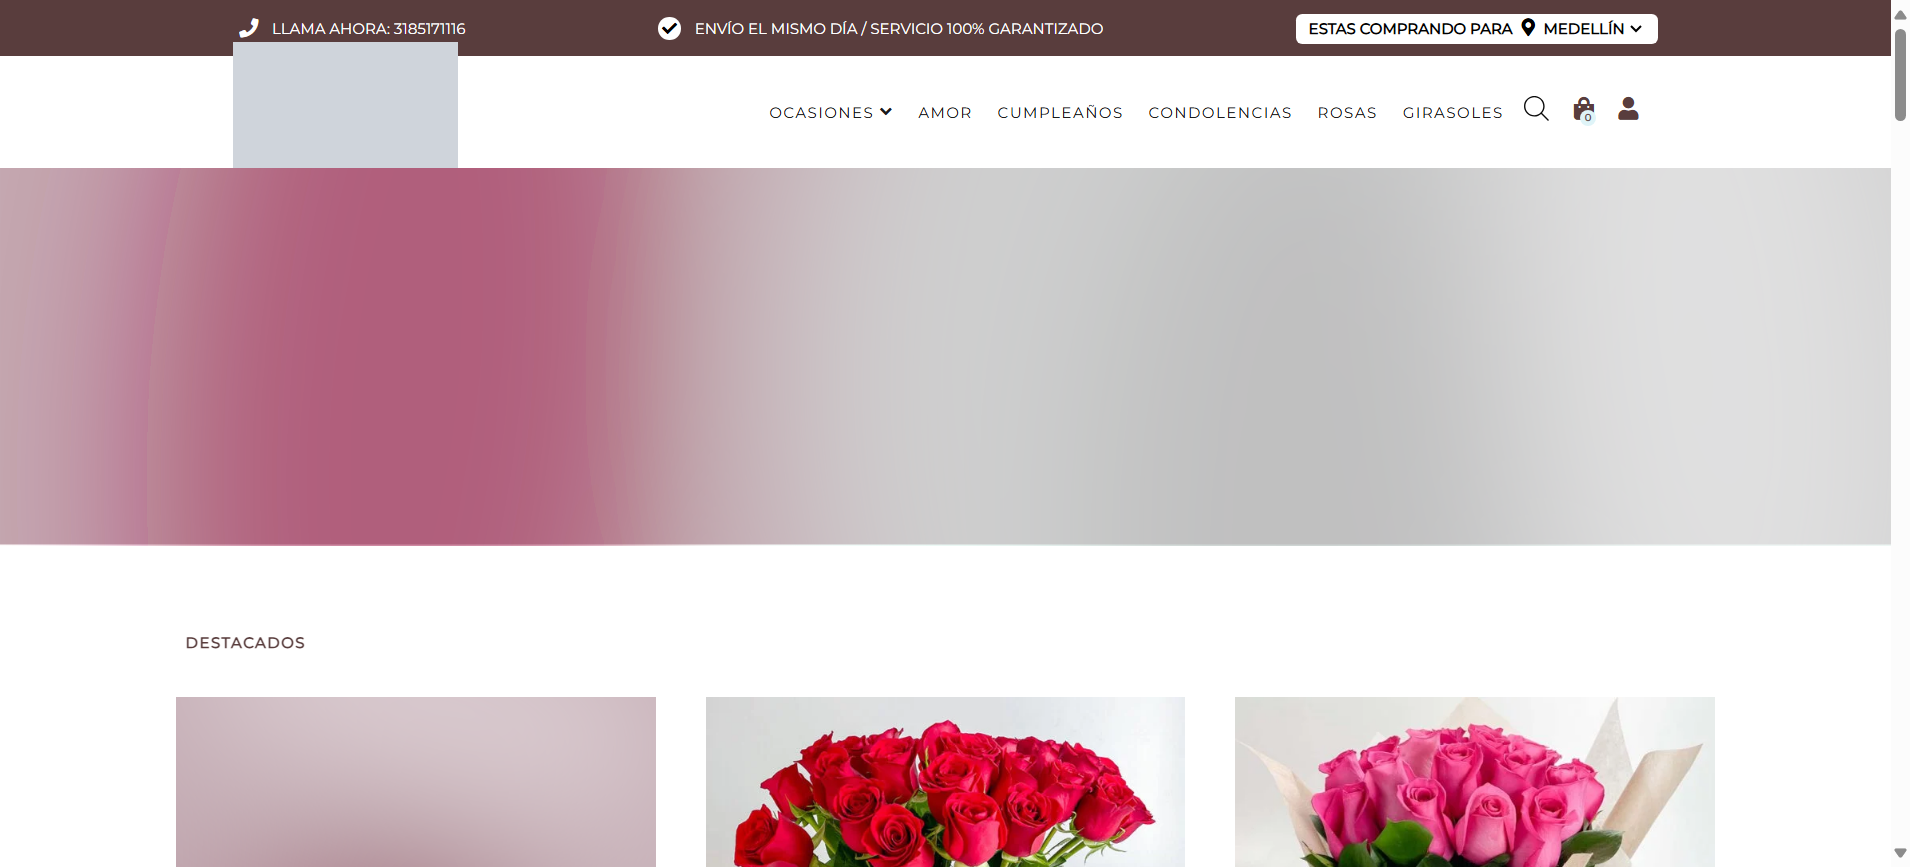 LLAMA AHORA: 3185171116
ENVÍO EL MISMO DÍA / SERVICIO 100% GARANTIZADO
ESTAS COMPRANDO PARA MEDELLÍN
OCASIONES AMOR CUMPLEAÑOS CONDOLENCIAS ROSAS GIRASOLES 0
DESTACADOS